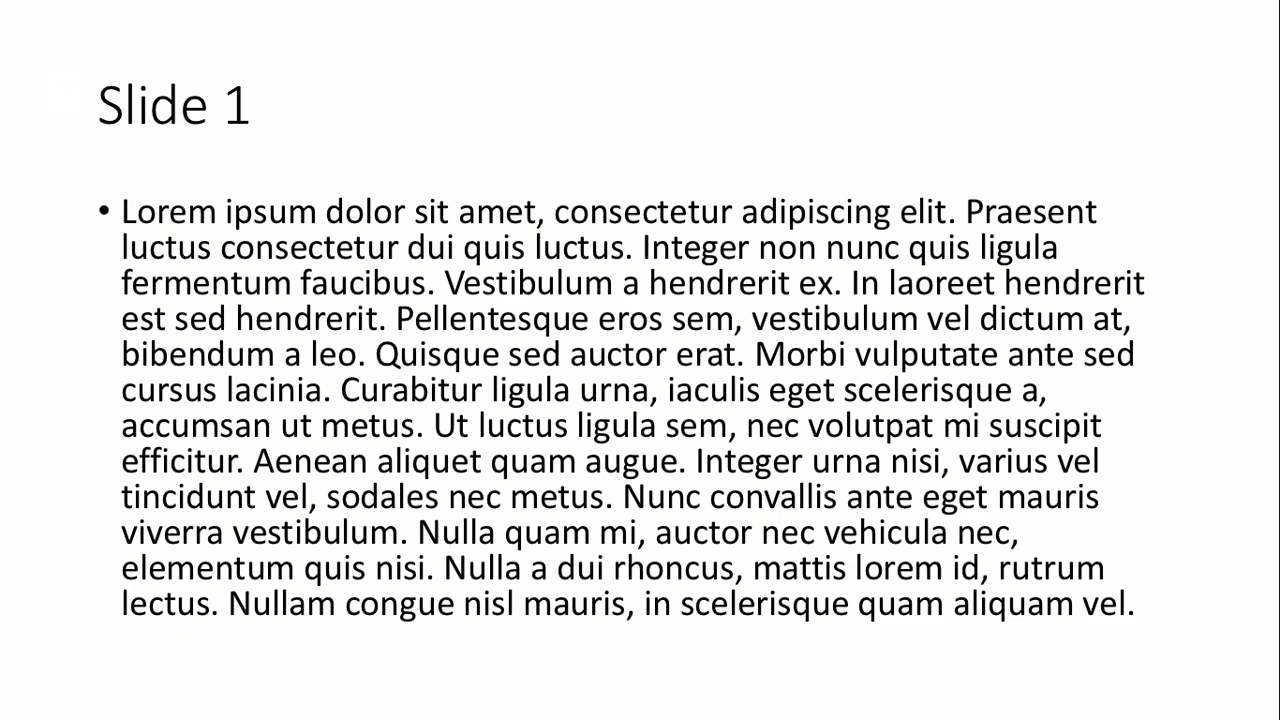 Slide 1
• Lorem ipsum dolor sit amet, consectetur adipiscing elit. Praesent
luctus consectetur dui quis luctus. Integer non nunc quis ligula
fermentum faucibus. Vestibulum a hendrerit ex. In laoreet hendrerit
est sed hendrerit. Pellentesque eros sem, vestibulum vel dictum at,
bibendum a leo. Quisque sed auctor erat. Morbi vulputate ante sed
cursus lacinia. Curabitur ligula urna, iaculis eget scelerisque a,
accumsan ut metus. Ut luctus ligula sem, nec volutpat mi suscipit
efficitur. Aenean aliquet quam augue. Integer urna nisi, varius vel
tincidunt vel, sodales nec metus. Nunc convallis ante eget mauris
viverra vestibulum. Nulla quam mi, auctor nec vehicula nec,
elementum quis nisi. Nulla a dui rhoncus, mattis lorem id, rutrum
lectus. Nullam congue nisl mauris, in scelerisque quam aliquam vel.